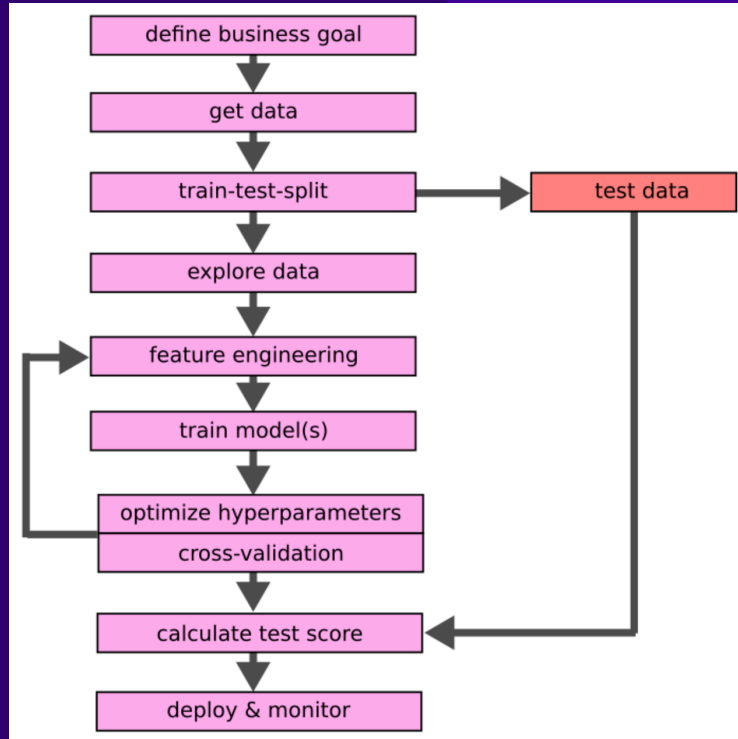 define business goal
get data
train-test-split
test data
explore data
feature engineering
train model(s)
optimize hyperparameters
cross-validation
calculate test score
deploy & monitor